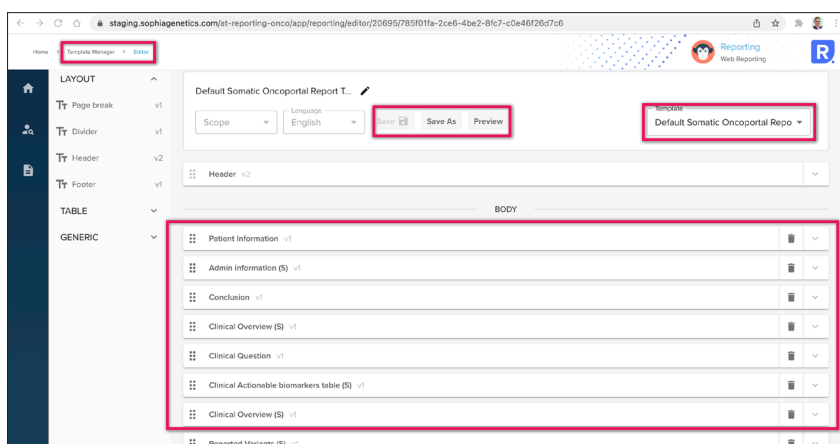 staging.sophiagenetics.com/at-reporting-onco/app/reporting/editor/20695/785f01fa-2ce6-4be2-8fc7-c0e46f26d7c6
Home > Template Manager > Editor
Reporting
Web Reporting
R
LAYOUT
Page break v1
Divider v1
Header v2
Footer v1
TABLE
GENERIC
Default Somatic Oncoportal Report T...
Scope
Language
English
Save
Save As
Preview
Template
Default Somatic Oncoportal Repo
Header v2
BODY
Patient Information v1
Admin information (S) v1
Conclusion v1
Clinical Overview (S) v1
Clinical Question v1
Clinical Actionable biomarkers table (S) v1
Clinical Overview (S) v1
Reported Variants (S) v1